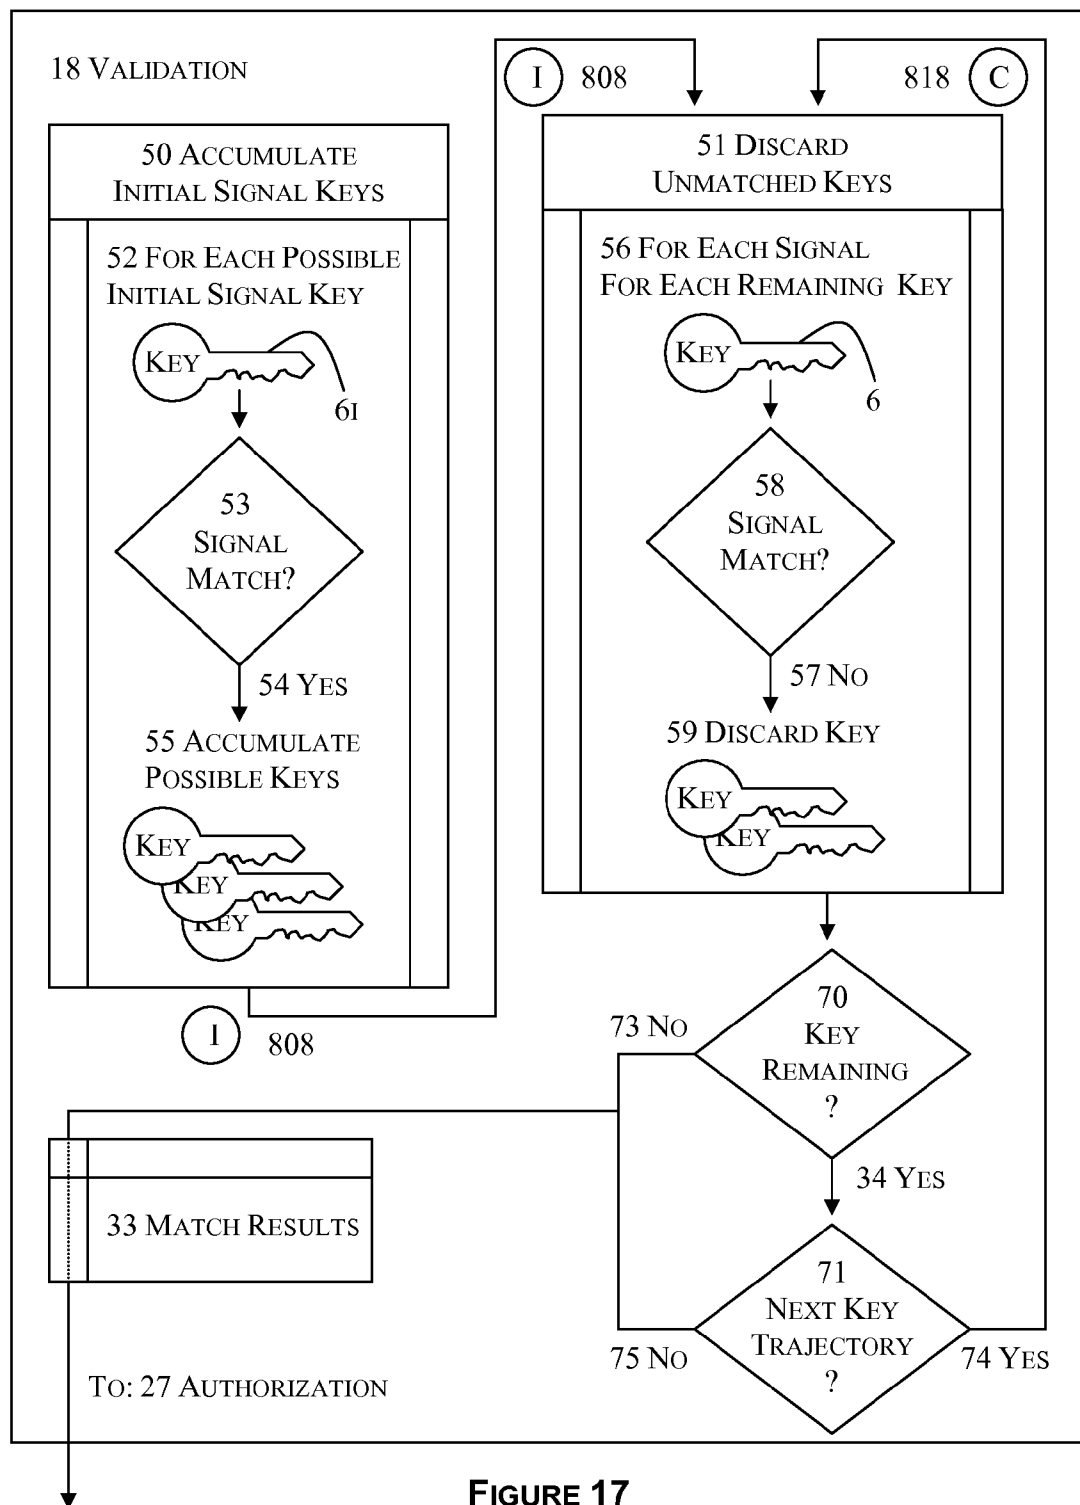 18 VALIDATION
50 ACCUMULATE
INITIAL SIGNAL KEYS
52 FOR EACH POSSIBLE
INITIAL SIGNAL KEY
KEY
6I
53
SIGNAL
MATCH?
54 YES
55 ACCUMULATE
POSSIBLE KEYS
KEY
KEY
KEY
I 808
I 808
818 C
51 DISCARD
UNMATCHED KEYS
56 FOR EACH SIGNAL
FOR EACH REMAINING KEY
KEY
6
58
SIGNAL
MATCH?
57 NO
59 DISCARD KEY
KEY
KEY
70
KEY
REMAINING
?
73 NO
34 YES
71
NEXT KEY
TRAJECTORY
?
75 NO
74 YES
33 MATCH RESULTS
TO: 27 AUTHORIZATION
FIGURE 17